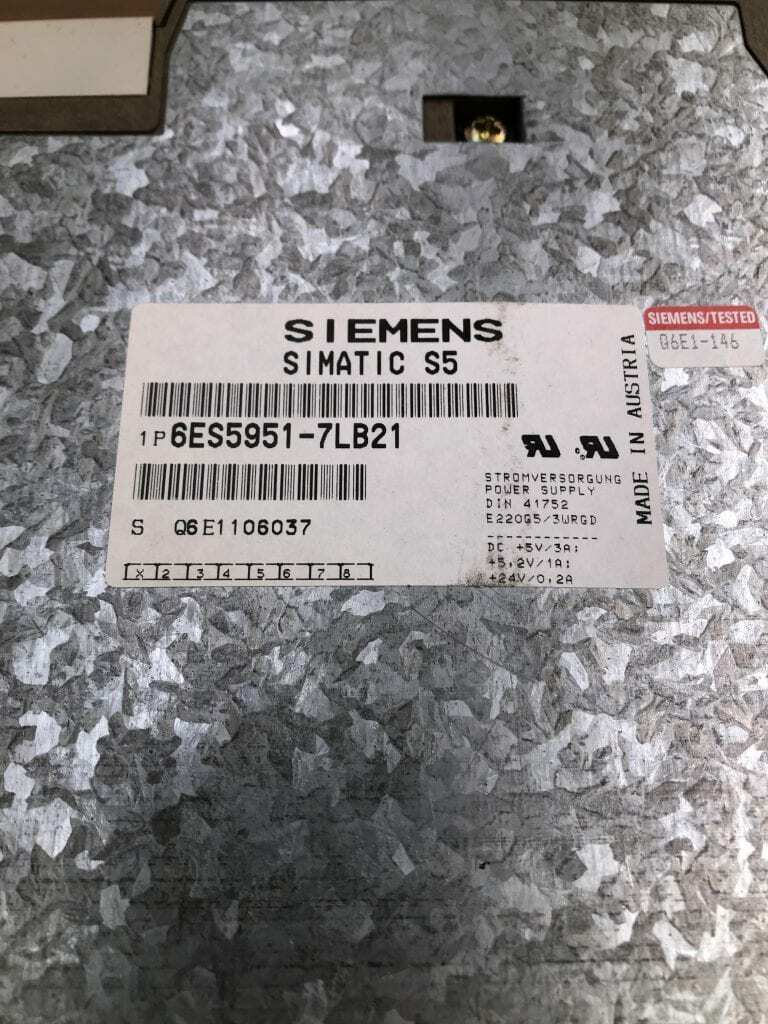 SIEMENS
SIMATIC S5
1P 6ES5951-7LB21
S Q6E1106037
X 2 3 4 5 6 7 8
STROMVERSORGUNG
POWER SUPPLY
DIN 41752
E220G5/3WRGD
------------
DC +5V/3A;
+5,2V/1A;
+24V/0,2A
MADE IN AUSTRIA
SIEMENS/TESTED
Q6E1-146